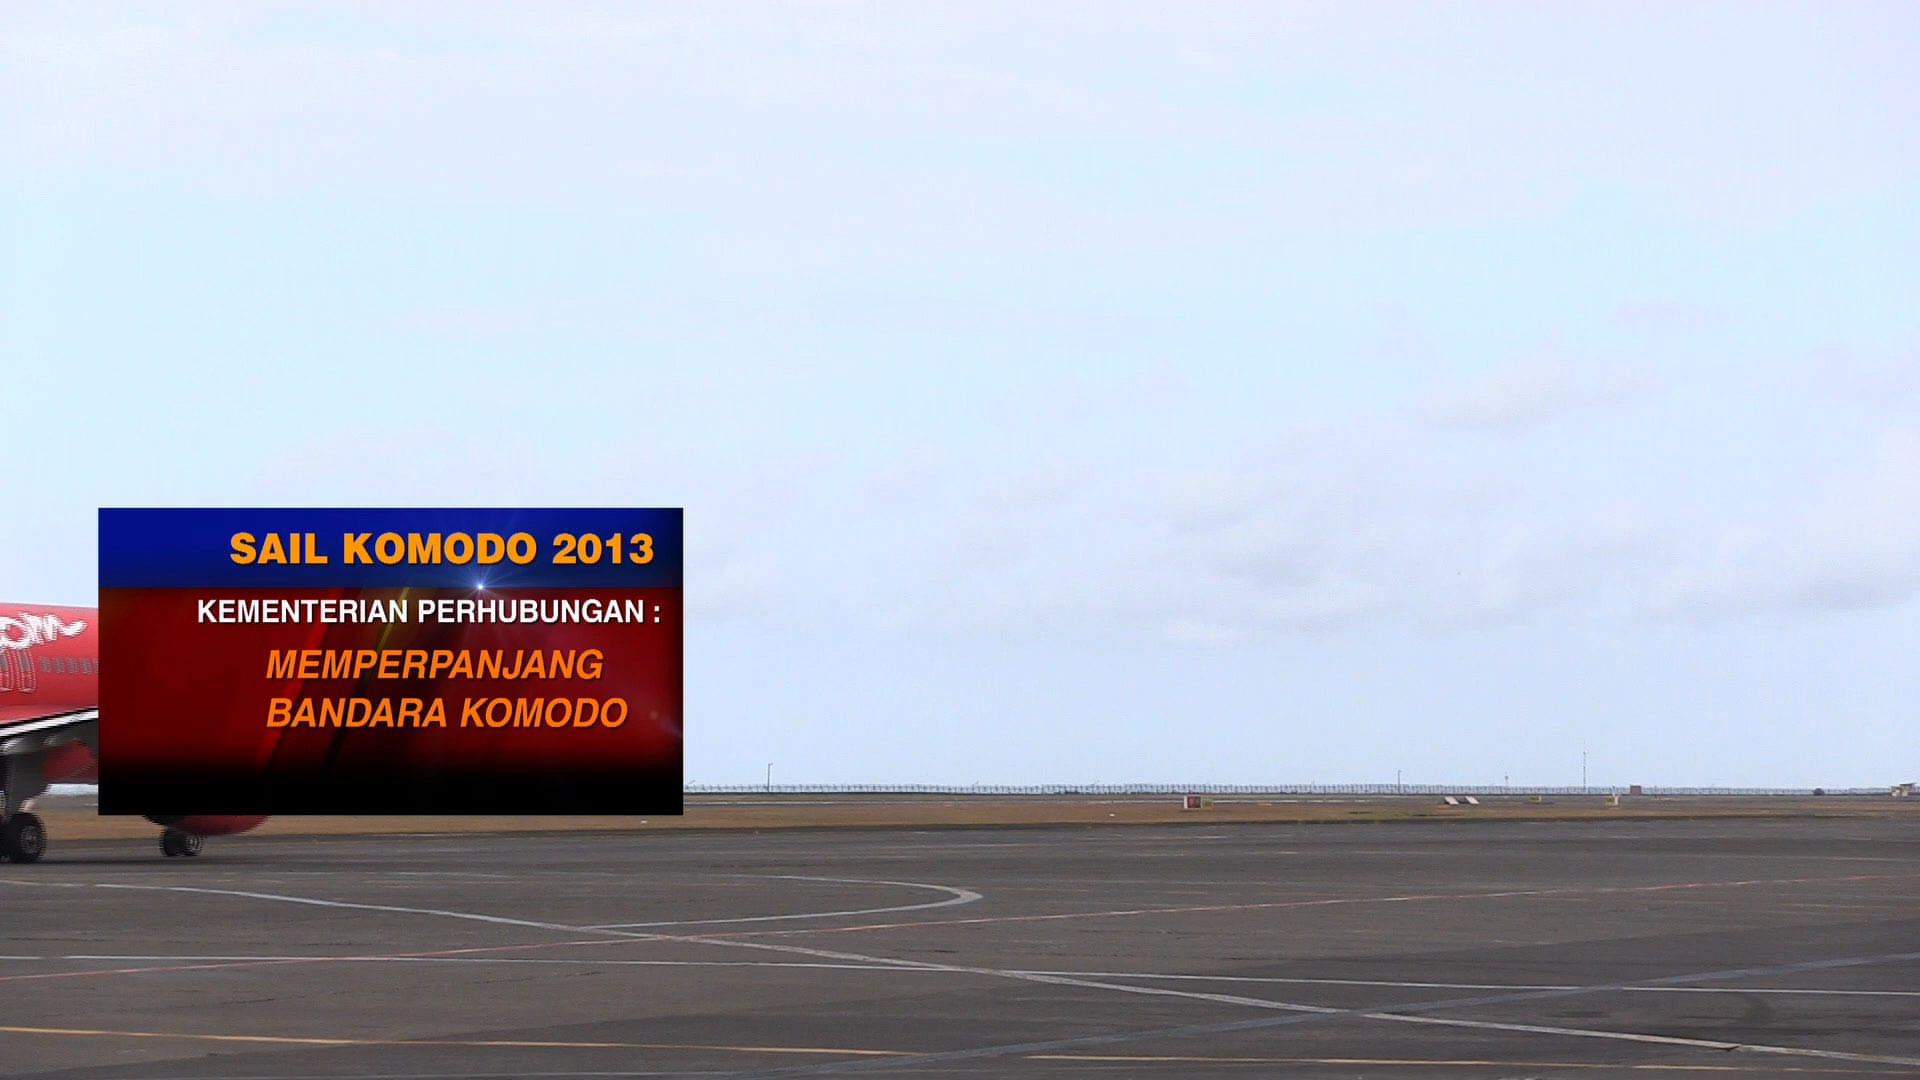 SAIL KOMODO 2013
KEMENTERIAN PERHUBUNGAN :
MEMPERPANJANG
BANDARA KOMODO